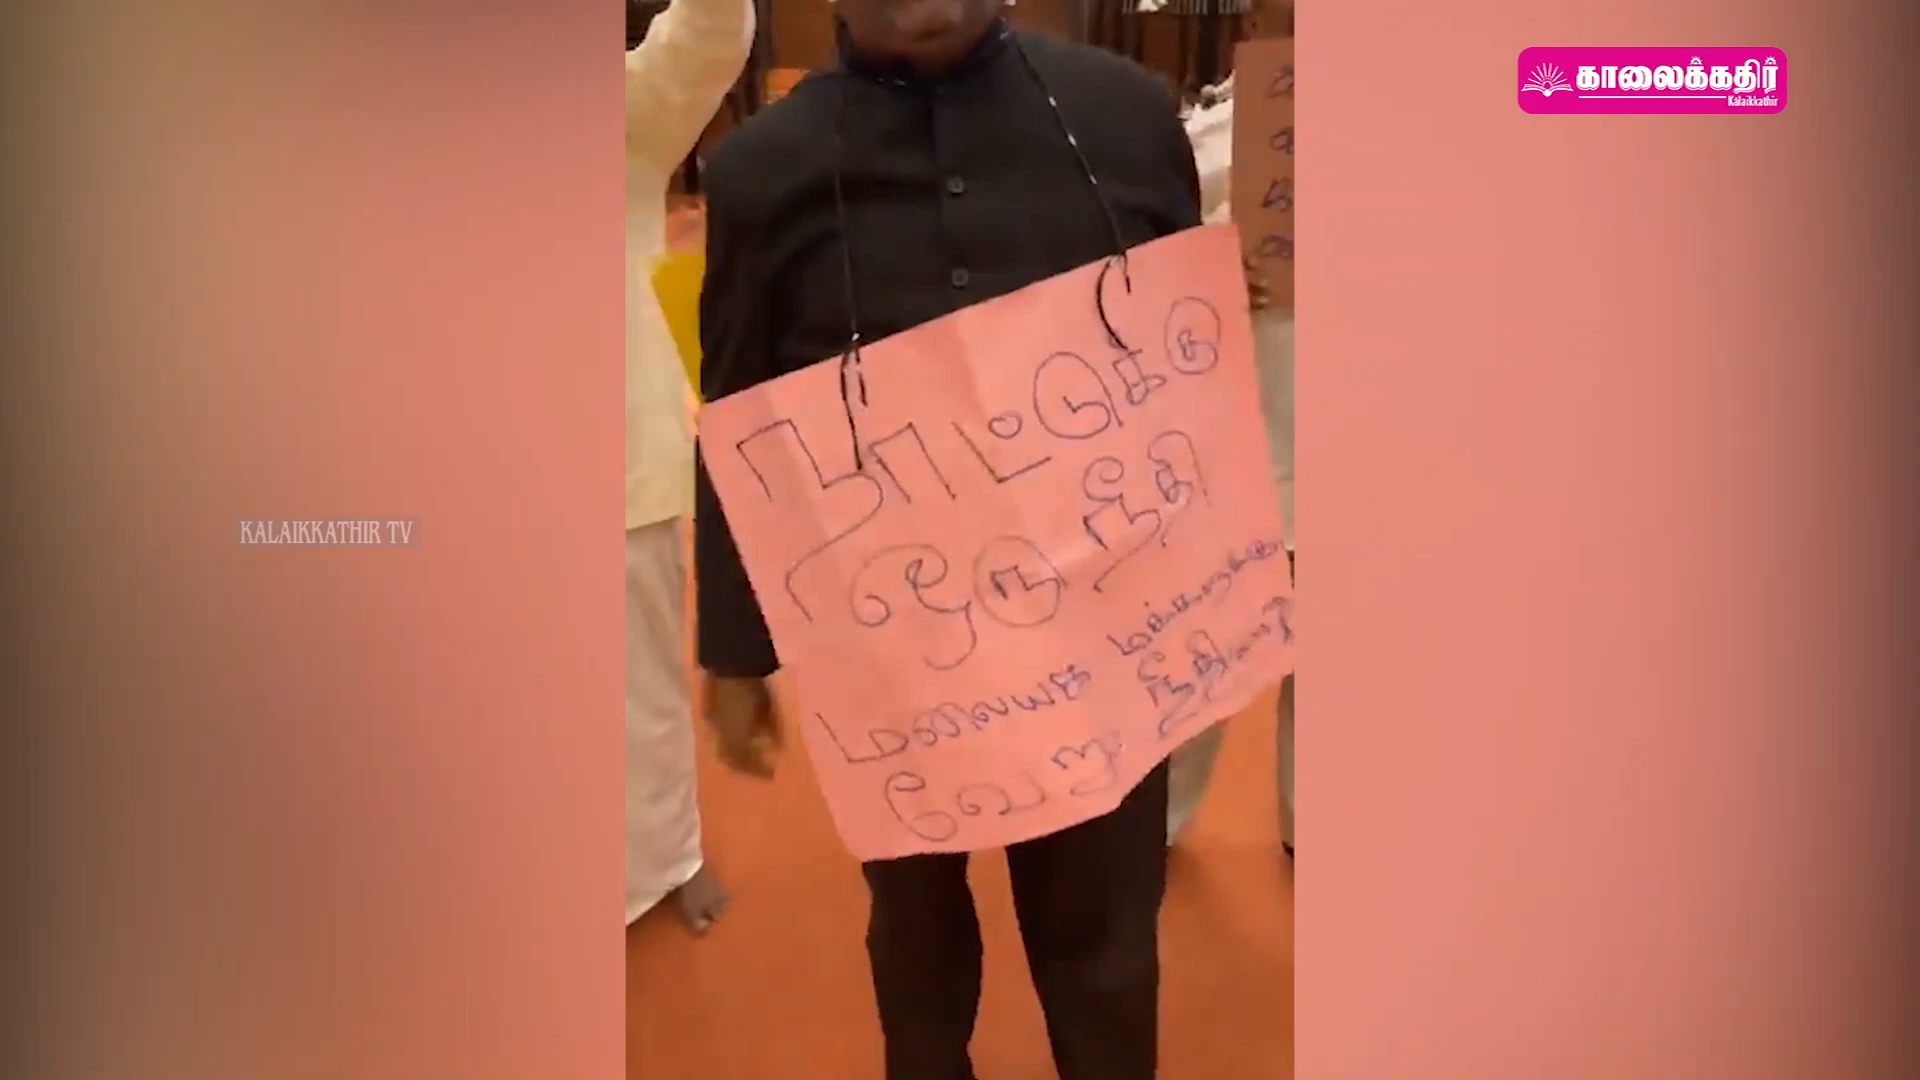 காலைக்கதிர்
Kalaikkathir
நாட்டுக்கு
ஒரு நீதி
மலையக மக்களுக்கு
வேறு நீதியா?
KALAIKKATHIR TV